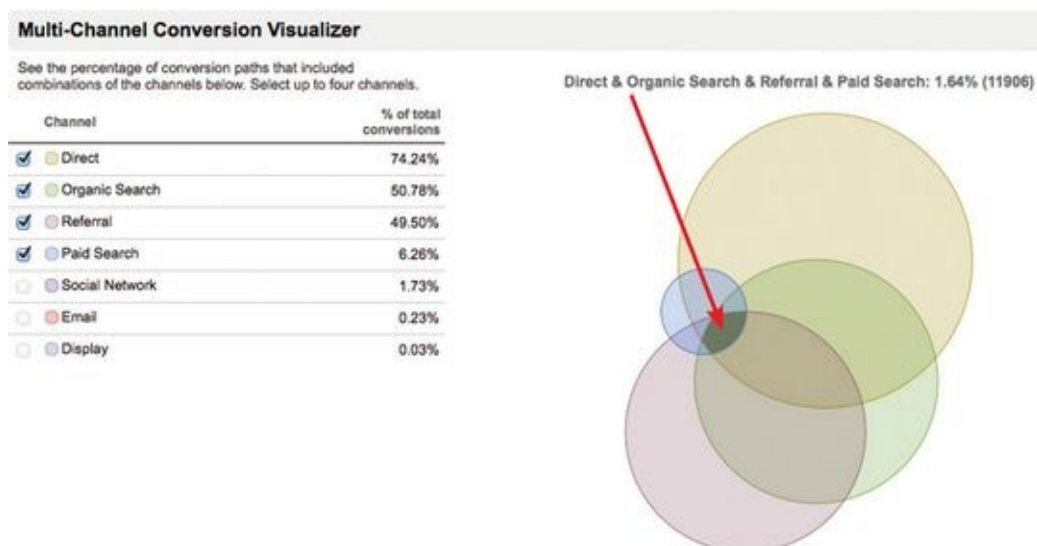 Multi-Channel Conversion Visualizer
See the percentage of conversion paths that included
combinations of the channels below. Select up to four channels.
Direct & Organic Search & Referral & Paid Search: 1.64% (11906)
Channel % of total
conversions
Direct 74.24%
Organic Search 50.78%
Referral 49.50%
Paid Search 6.26%
Social Network 1.73%
Email 0.23%
Display 0.03%